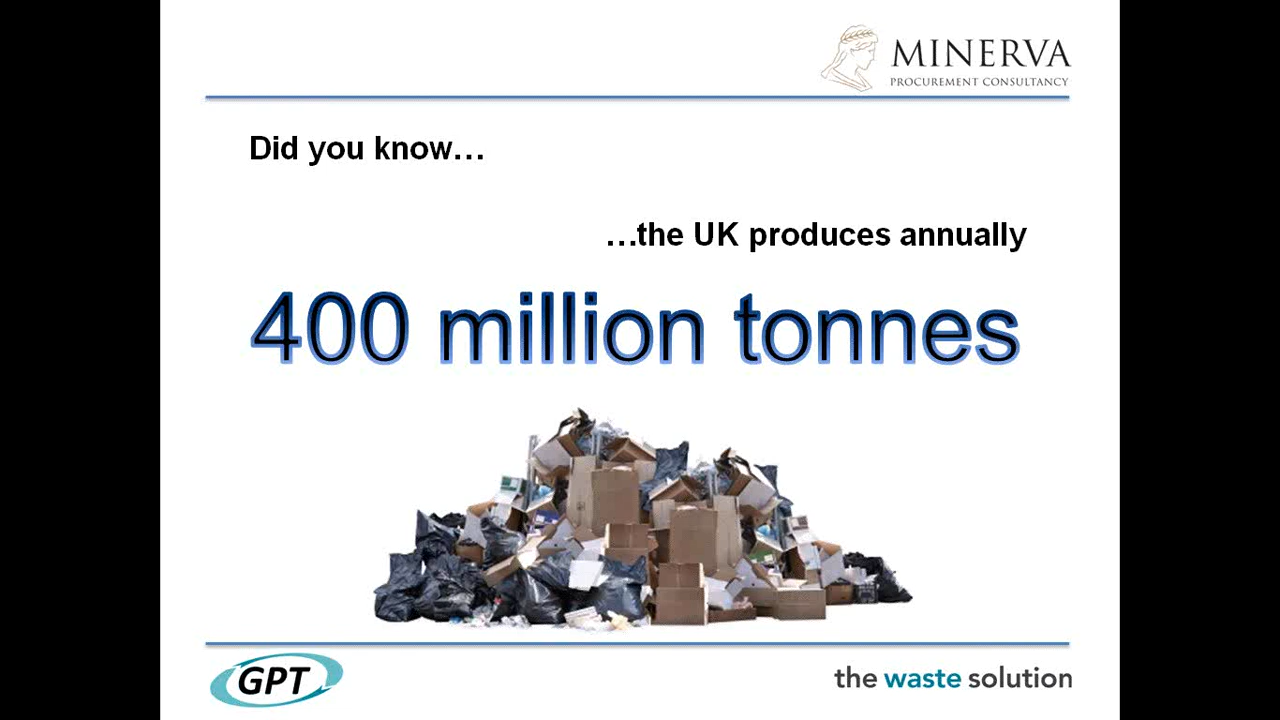 MINERVA
PROCUREMENT CONSULTANCY
Did you know...
...the UK produces annually
400 million tonnes
GPT
the waste solution